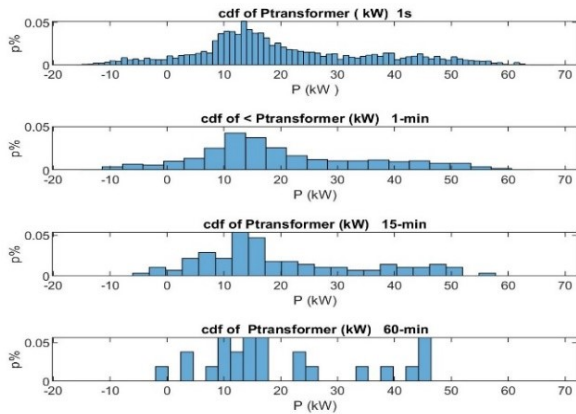 cdf of Ptransformer ( kW) 1s
p%
0.05
0
-20 -10 0 10 20 30 40 50 60 70
P (kW )
cdf of < Ptransformer (kW) 1-min
p%
0.05
0
-20 -10 0 10 20 30 40 50 60 70
P (kW)
cdf of Ptransformer (kW) 15-min
p%
0.05
0
-20 -10 0 10 20 30 40 50 60 70
P (kW)
cdf of Ptransformer (kW) 60-min
p%
0.05
0
-20 -10 0 10 20 30 40 50 60 70
P (kW)